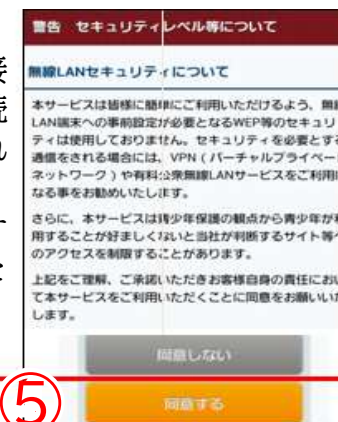 警告 セキュリティレベル等について
無線LANセキュリティについて
本サービスは皆様に簡単にご利用いただけるよう、無線
LAN端末への事前設定が必要となるWEP等のセキュリ
ティは使用しておりません。セキュリティを必要とする
通信をされる場合には、VPN（バーチャルプライベート
ネットワーク）や有料公衆無線LANサービスをご利用に
なる事をお勧めいたします。
さらに、本サービスは青少年保護の観点から青少年が利
用することが好ましくないと当社が判断するサイト等へ
のアクセスを制限することがあります。
上記をご理解、ご承諾いただきお客様自身の責任におい
て本サービスをご利用いただくことに同意をお願いいた
します。
同意しない
⑤
同意する